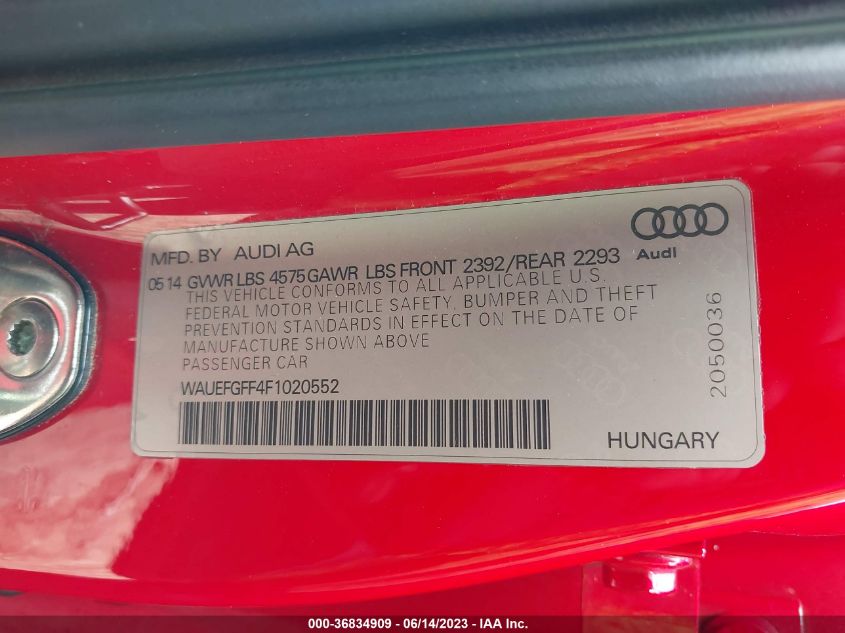 MFD. BY AUDI AG
Audi
05 14 GVWR LBS 4575 GAWR LBS FRONT 2392/REAR 2293
THIS VEHICLE CONFORMS TO ALL APPLICABLE U.S.
FEDERAL MOTOR VEHICLE SAFETY, BUMPER AND THEFT
PREVENTION STANDARDS IN EFFECT ON THE DATE OF
MANUFACTURE SHOWN ABOVE
PASSENGER CAR
WAUEFGFF4F1020552
HUNGARY
2050036
000-36834909 - 06/14/2023 - IAA Inc.